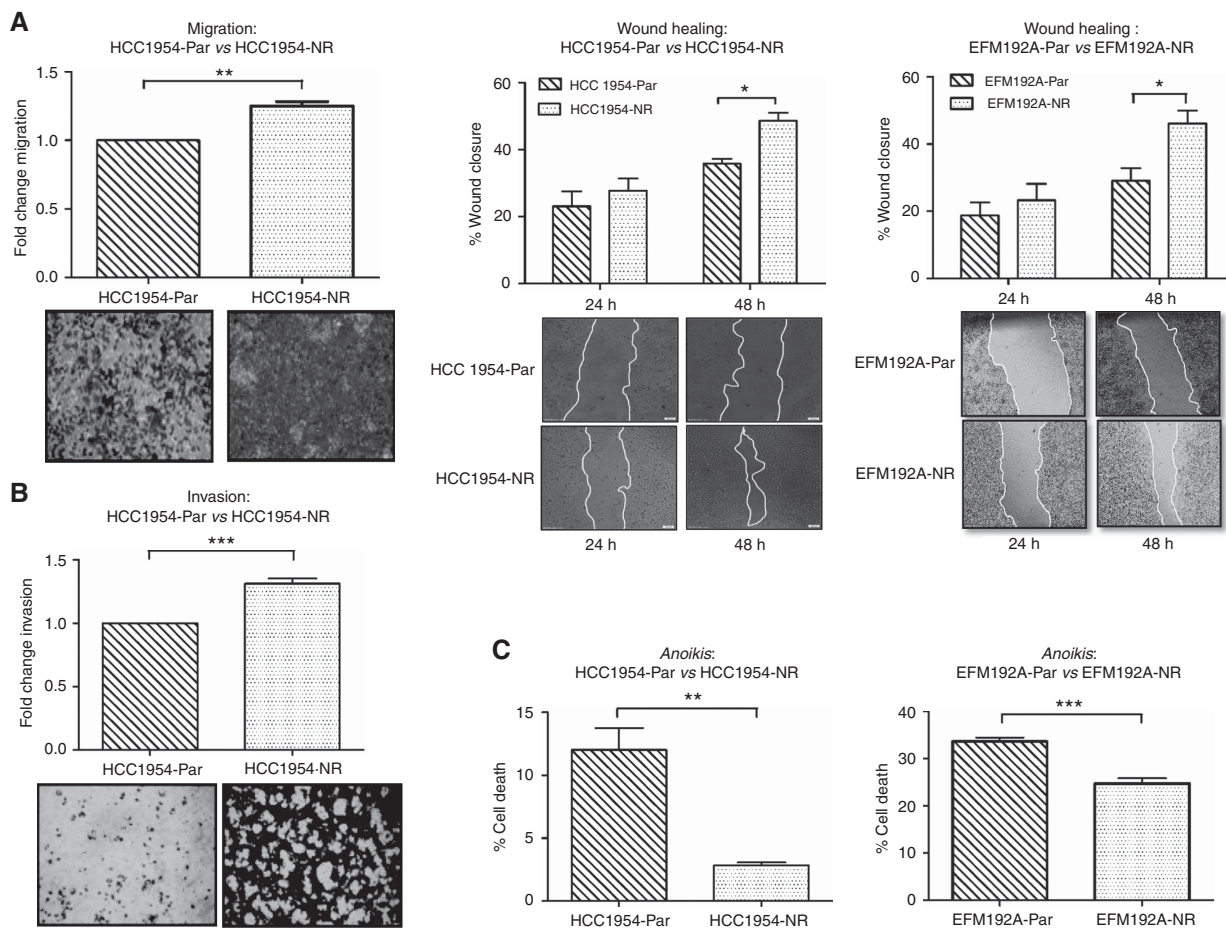 A
Migration:
HCC1954-Par vs HCC1954-NR
Fold change migration
1.5
1.0
0.5
0.0
**
HCC1954-Par
HCC1954-NR
Wound healing:
HCC1954-Par vs HCC1954-NR
% Wound closure
60
40
20
0
HCC 1954-Par
HCC1954-NR
*
24 h
48 h
HCC 1954-Par
HCC1954-NR
24 h
48 h
Wound healing :
EFM192A-Par vs EFM192A-NR
% Wound closure
60
40
20
0
EFM192A-Par
EFM192A-NR
*
24 h
48 h
EFM192A-Par
EFM192A-NR
24 h
48 h
B
Invasion:
HCC1954-Par vs HCC1954-NR
Fold change invasion
1.5
1.0
0.5
0.0
***
HCC1954-Par
HCC1954-NR
C
Anoikis:
HCC1954-Par vs HCC1954-NR
% Cell death
15
10
5
0
**
HCC1954-Par
HCC1954-NR
Anoikis:
EFM192A-Par vs EFM192A-NR
% Cell death
40
30
20
10
0
***
EFM192A-Par
EFM192A-NR